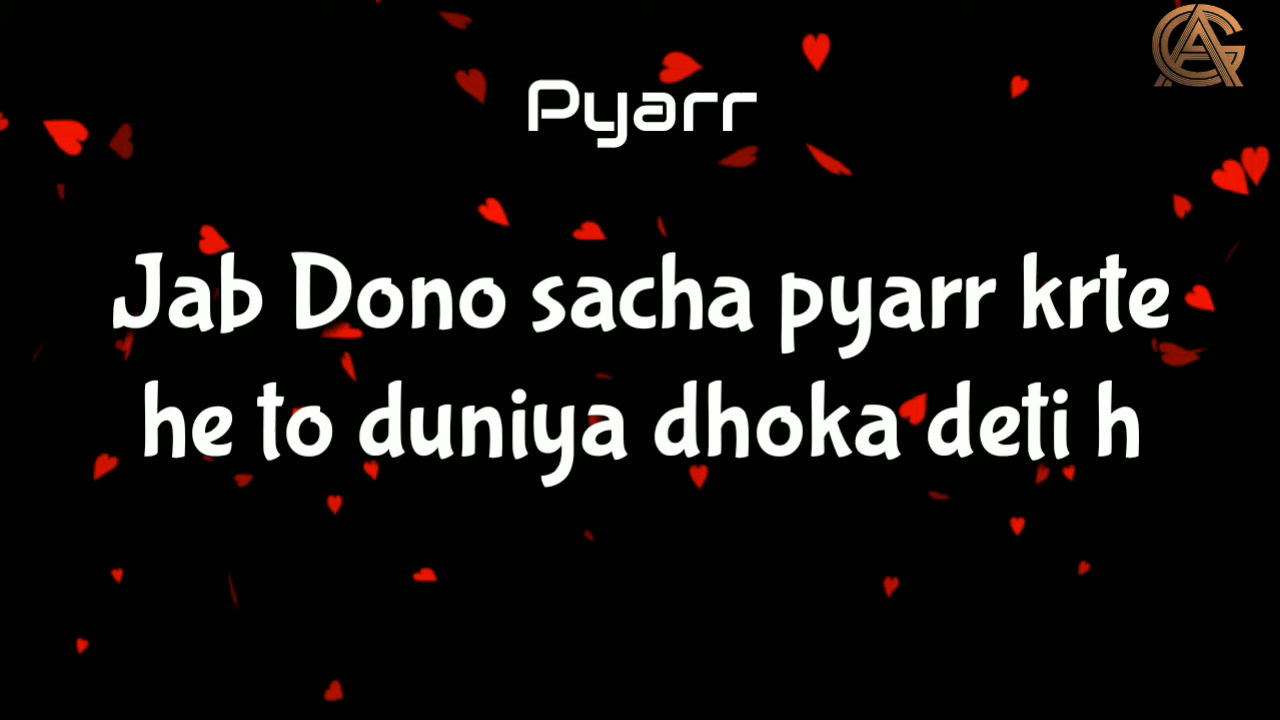 Pyarr
Jab Dono sacha pyarr krte
he to duniya dhoka deti h